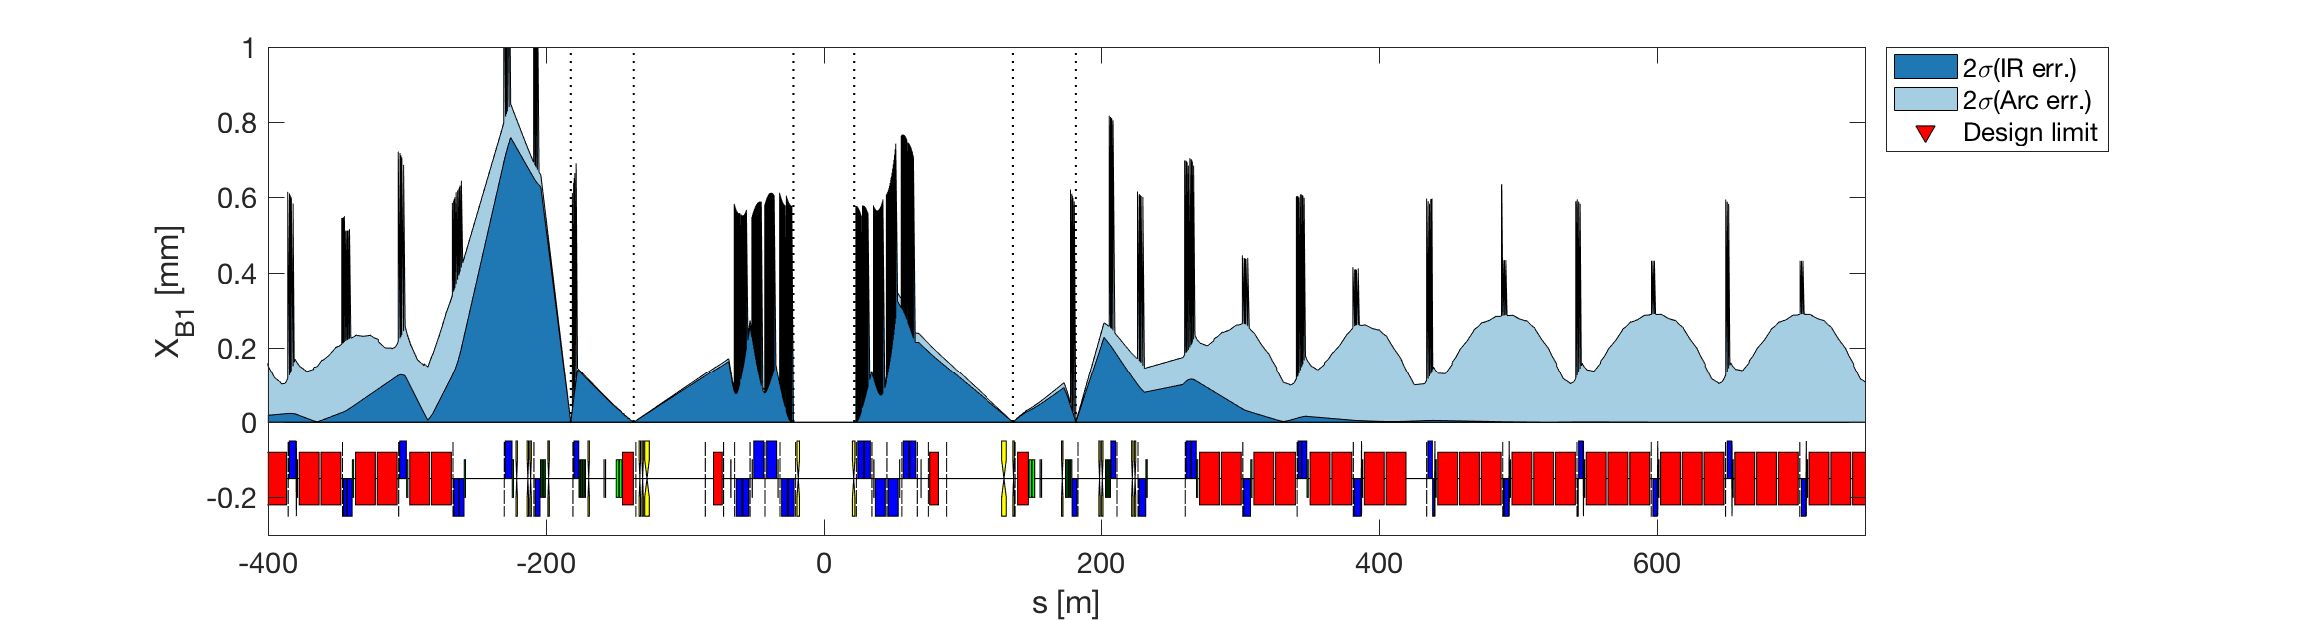 1
0.8
0.6
0.4
0.2
0
-0.2
X_B1 [mm]
-400
-200
0
200
400
600
s [m]
2σ(IR err.)
2σ(Arc err.)
Design limit